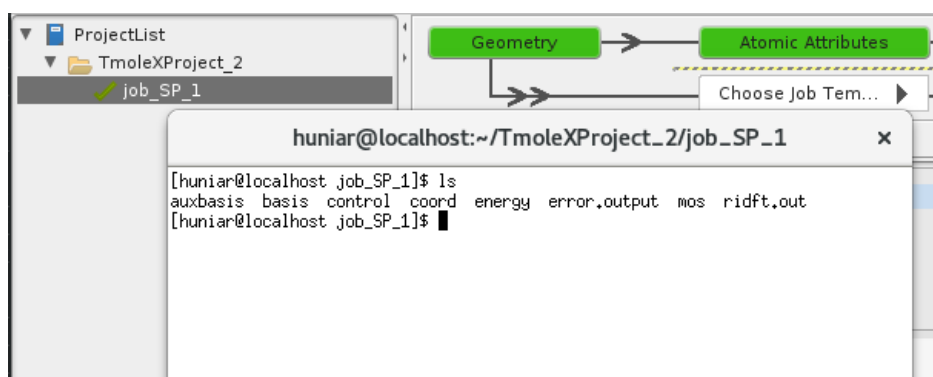 ProjectList
TmoleXProject_2
job_SP_1
Geometry
Atomic Attributes
Choose Job Tem...
huniar@localhost:~/TmoleXProject_2/job_SP_1
[huniar@localhost job_SP_1]$ ls
auxbasis basis control coord energy error.output mos ridft.out
[huniar@localhost job_SP_1]$